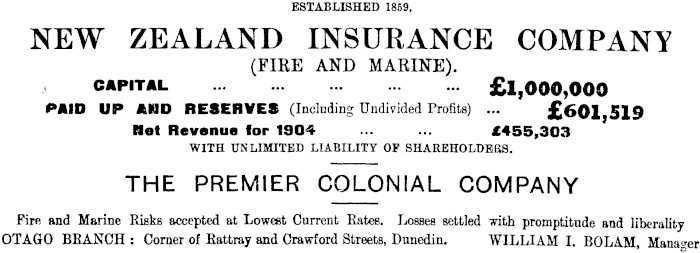 ESTABLISHED 1859.
NEW ZEALAND INSURANCE COMPANY
(FIRE AND MARINE).
CAPITAL ... ... ... ... ... £1,000,000
PAID UP AND RESERVES (Including Undivided Profits) ... £601,519
Net Revenue for 1904 ... ... £455,303
WITH UNLIMITED LIABILITY OF SHAREHOLDERS.
THE PREMIER COLONIAL COMPANY
Fire and Marine Risks accepted at Lowest Current Rates. Losses settled with promptitude and liberality
OTAGO BRANCH: Corner of Rattray and Crawford Streets, Dunedin. WILLIAM I. BOLAM, Manager